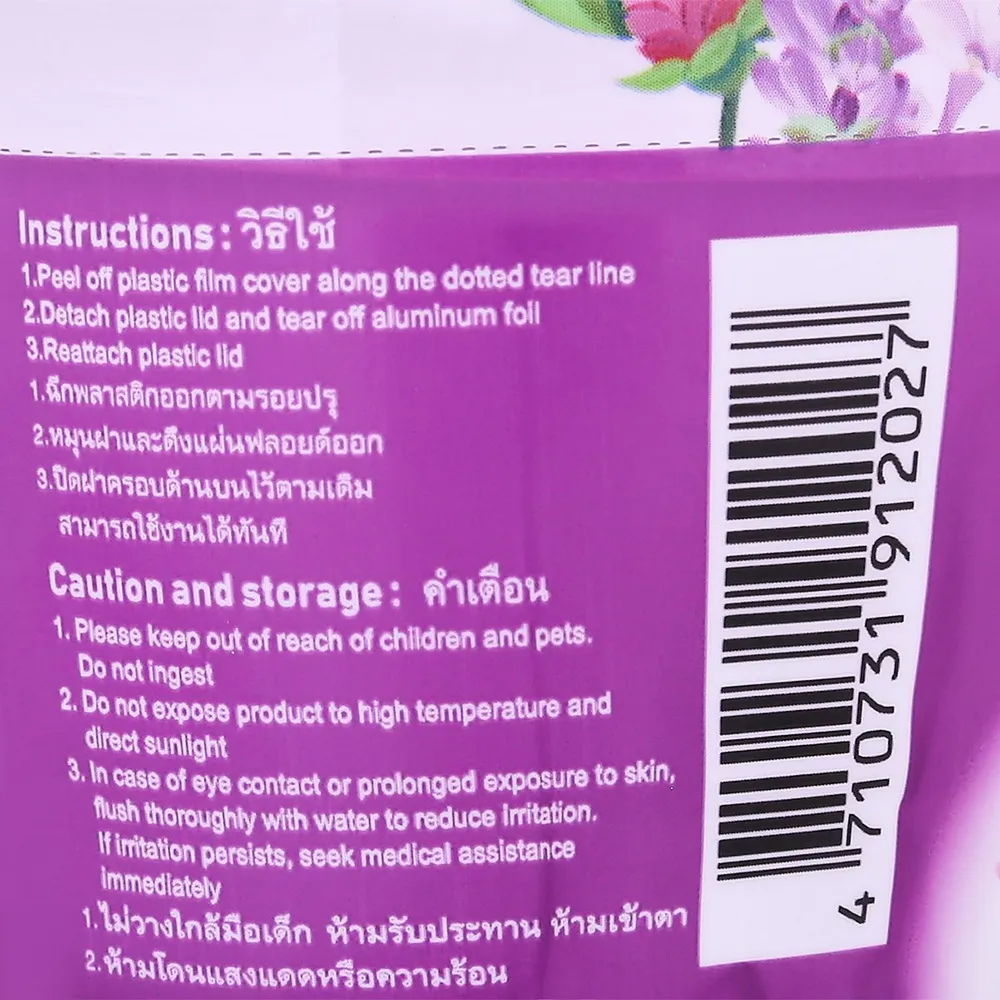 Instructions : วิธีใช้
1.Peel off plastic film cover along the dotted tear line
2.Detach plastic lid and tear off aluminum foil
3.Reattach plastic lid
1.ฉีกพลาสติกออกตามรอยปรุ
2.หมุนฝาและดึงแผ่นฟลอยด์ออก
3.ปิดฝาครอบด้านบนไว้ตามเดิม
สามารถใช้งานได้ทันที
Caution and storage : คำเตือน
1. Please keep out of reach of children and pets.
Do not ingest
2. Do not expose product to high temperature and
direct sunlight
3. In case of eye contact or prolonged exposure to skin,
flush thoroughly with water to reduce irritation.
If irritation persists, seek medical assistance
immediately
1.ไม่วางใกล้มือเด็ก ห้ามรับประทาน ห้ามเข้าตา
2.ห้ามโดนแสงแดดหรือความร้อน
4 710731 912027